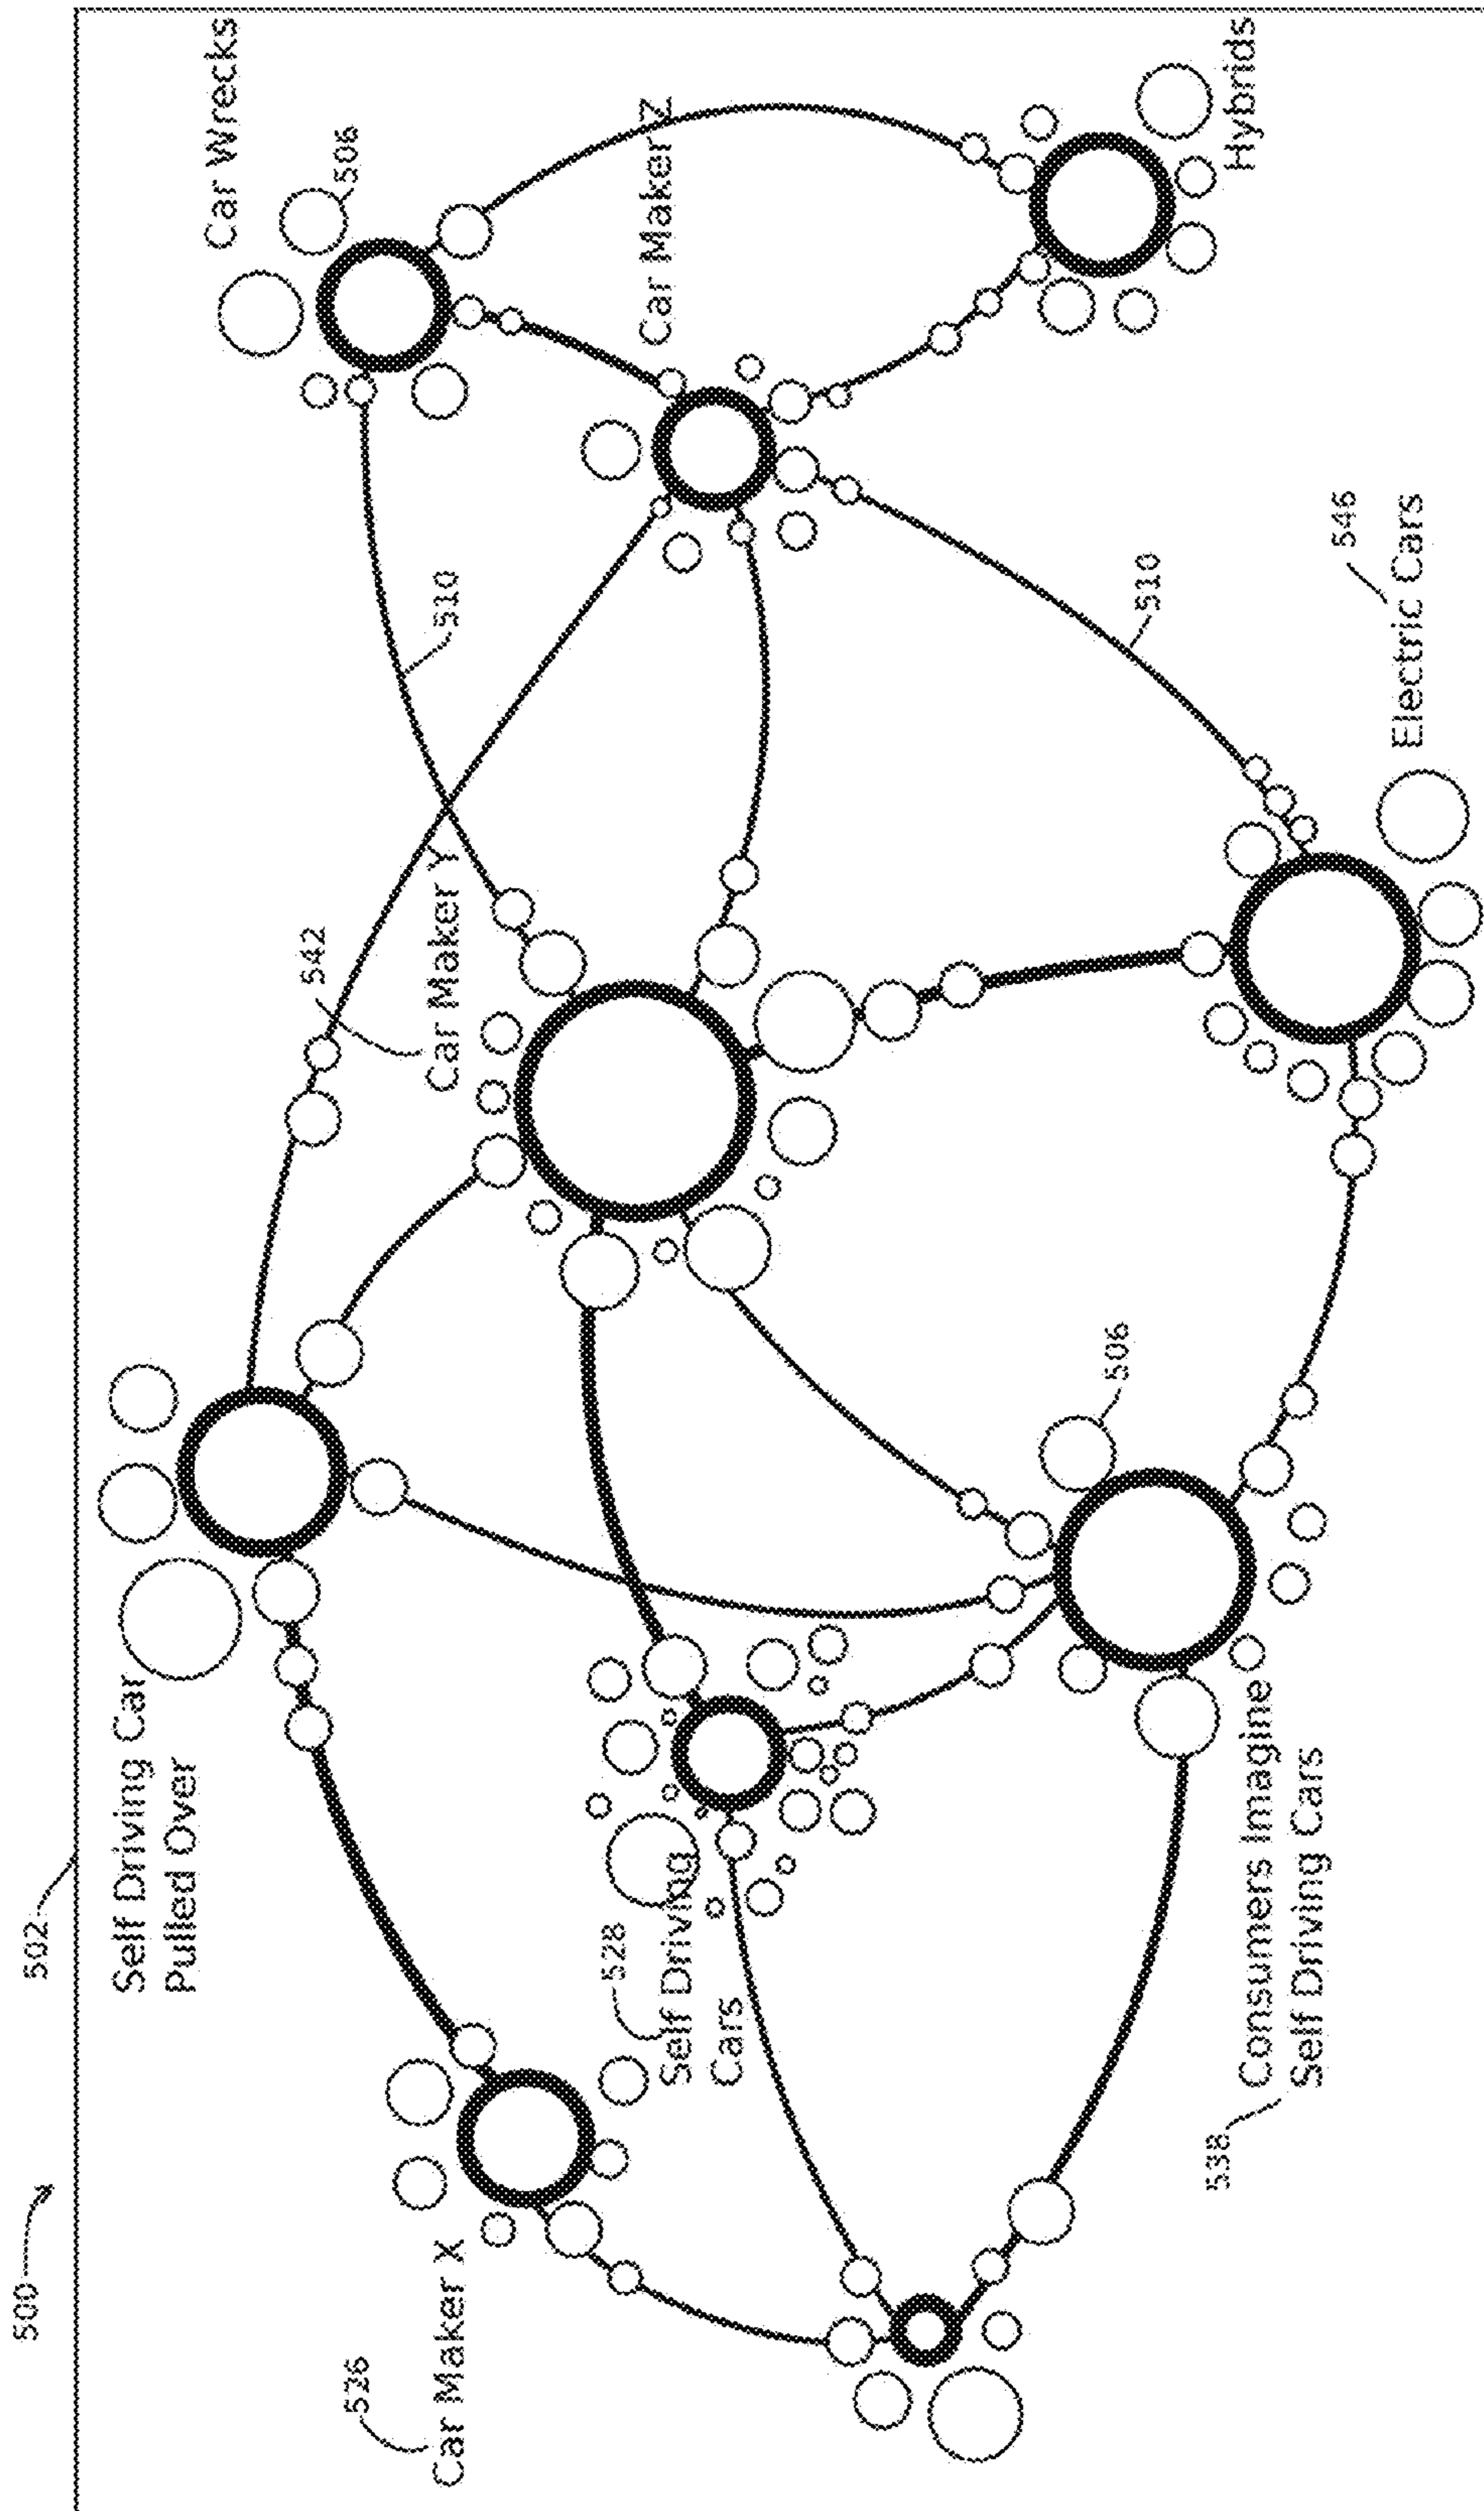 500
502
Self Driving Car
Pulled Over
Car Wrecks
542
506
526
Car Maker X
Car Maker Y
510
528
Car Maker Z
Self Driving
Cars
506
510
538
Hybrids
Consumers Imagine
Self Driving Cars
546
Electric Cars